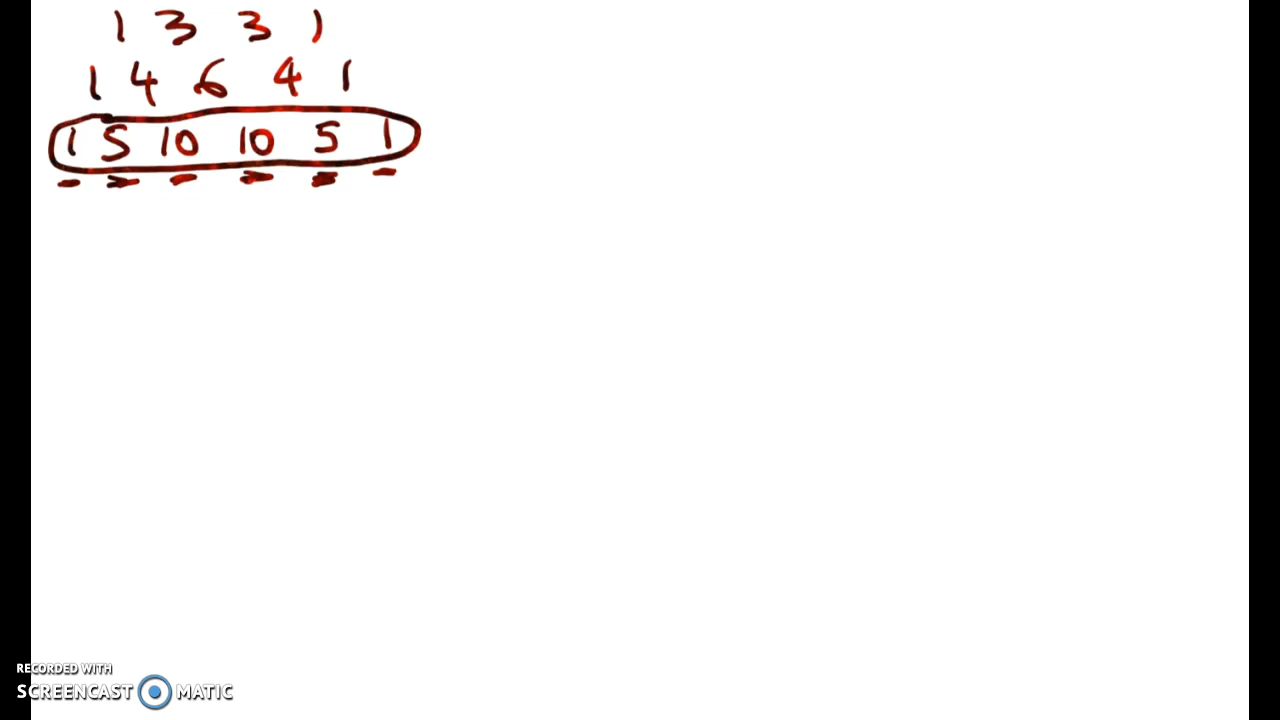 1 3 3 1
1 4 6 4 1
1 5 10 10 5 1
RECORDED WITH
SCREENCAST MATIC